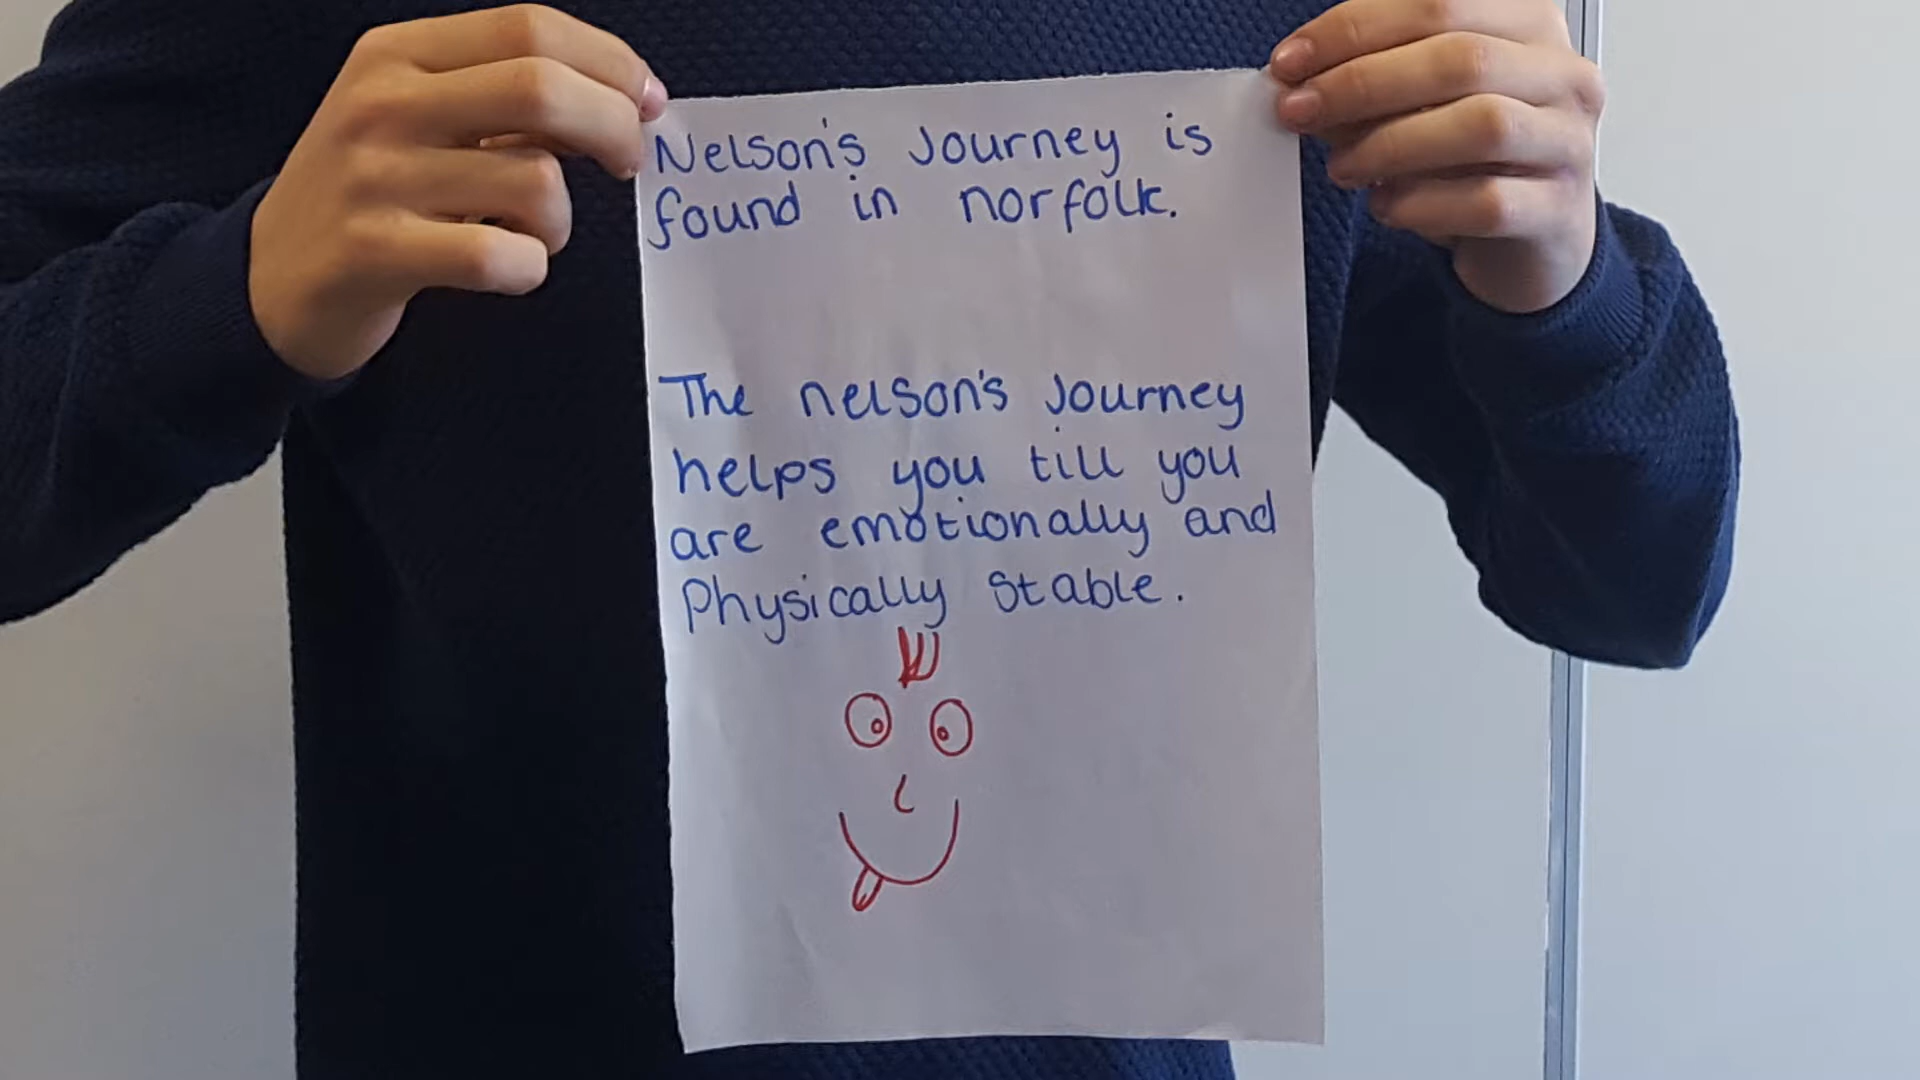 Nelson's Journey is
found in norfolk.
The nelson's Journey
helps you till you
are emotionally and
Physically Stable.